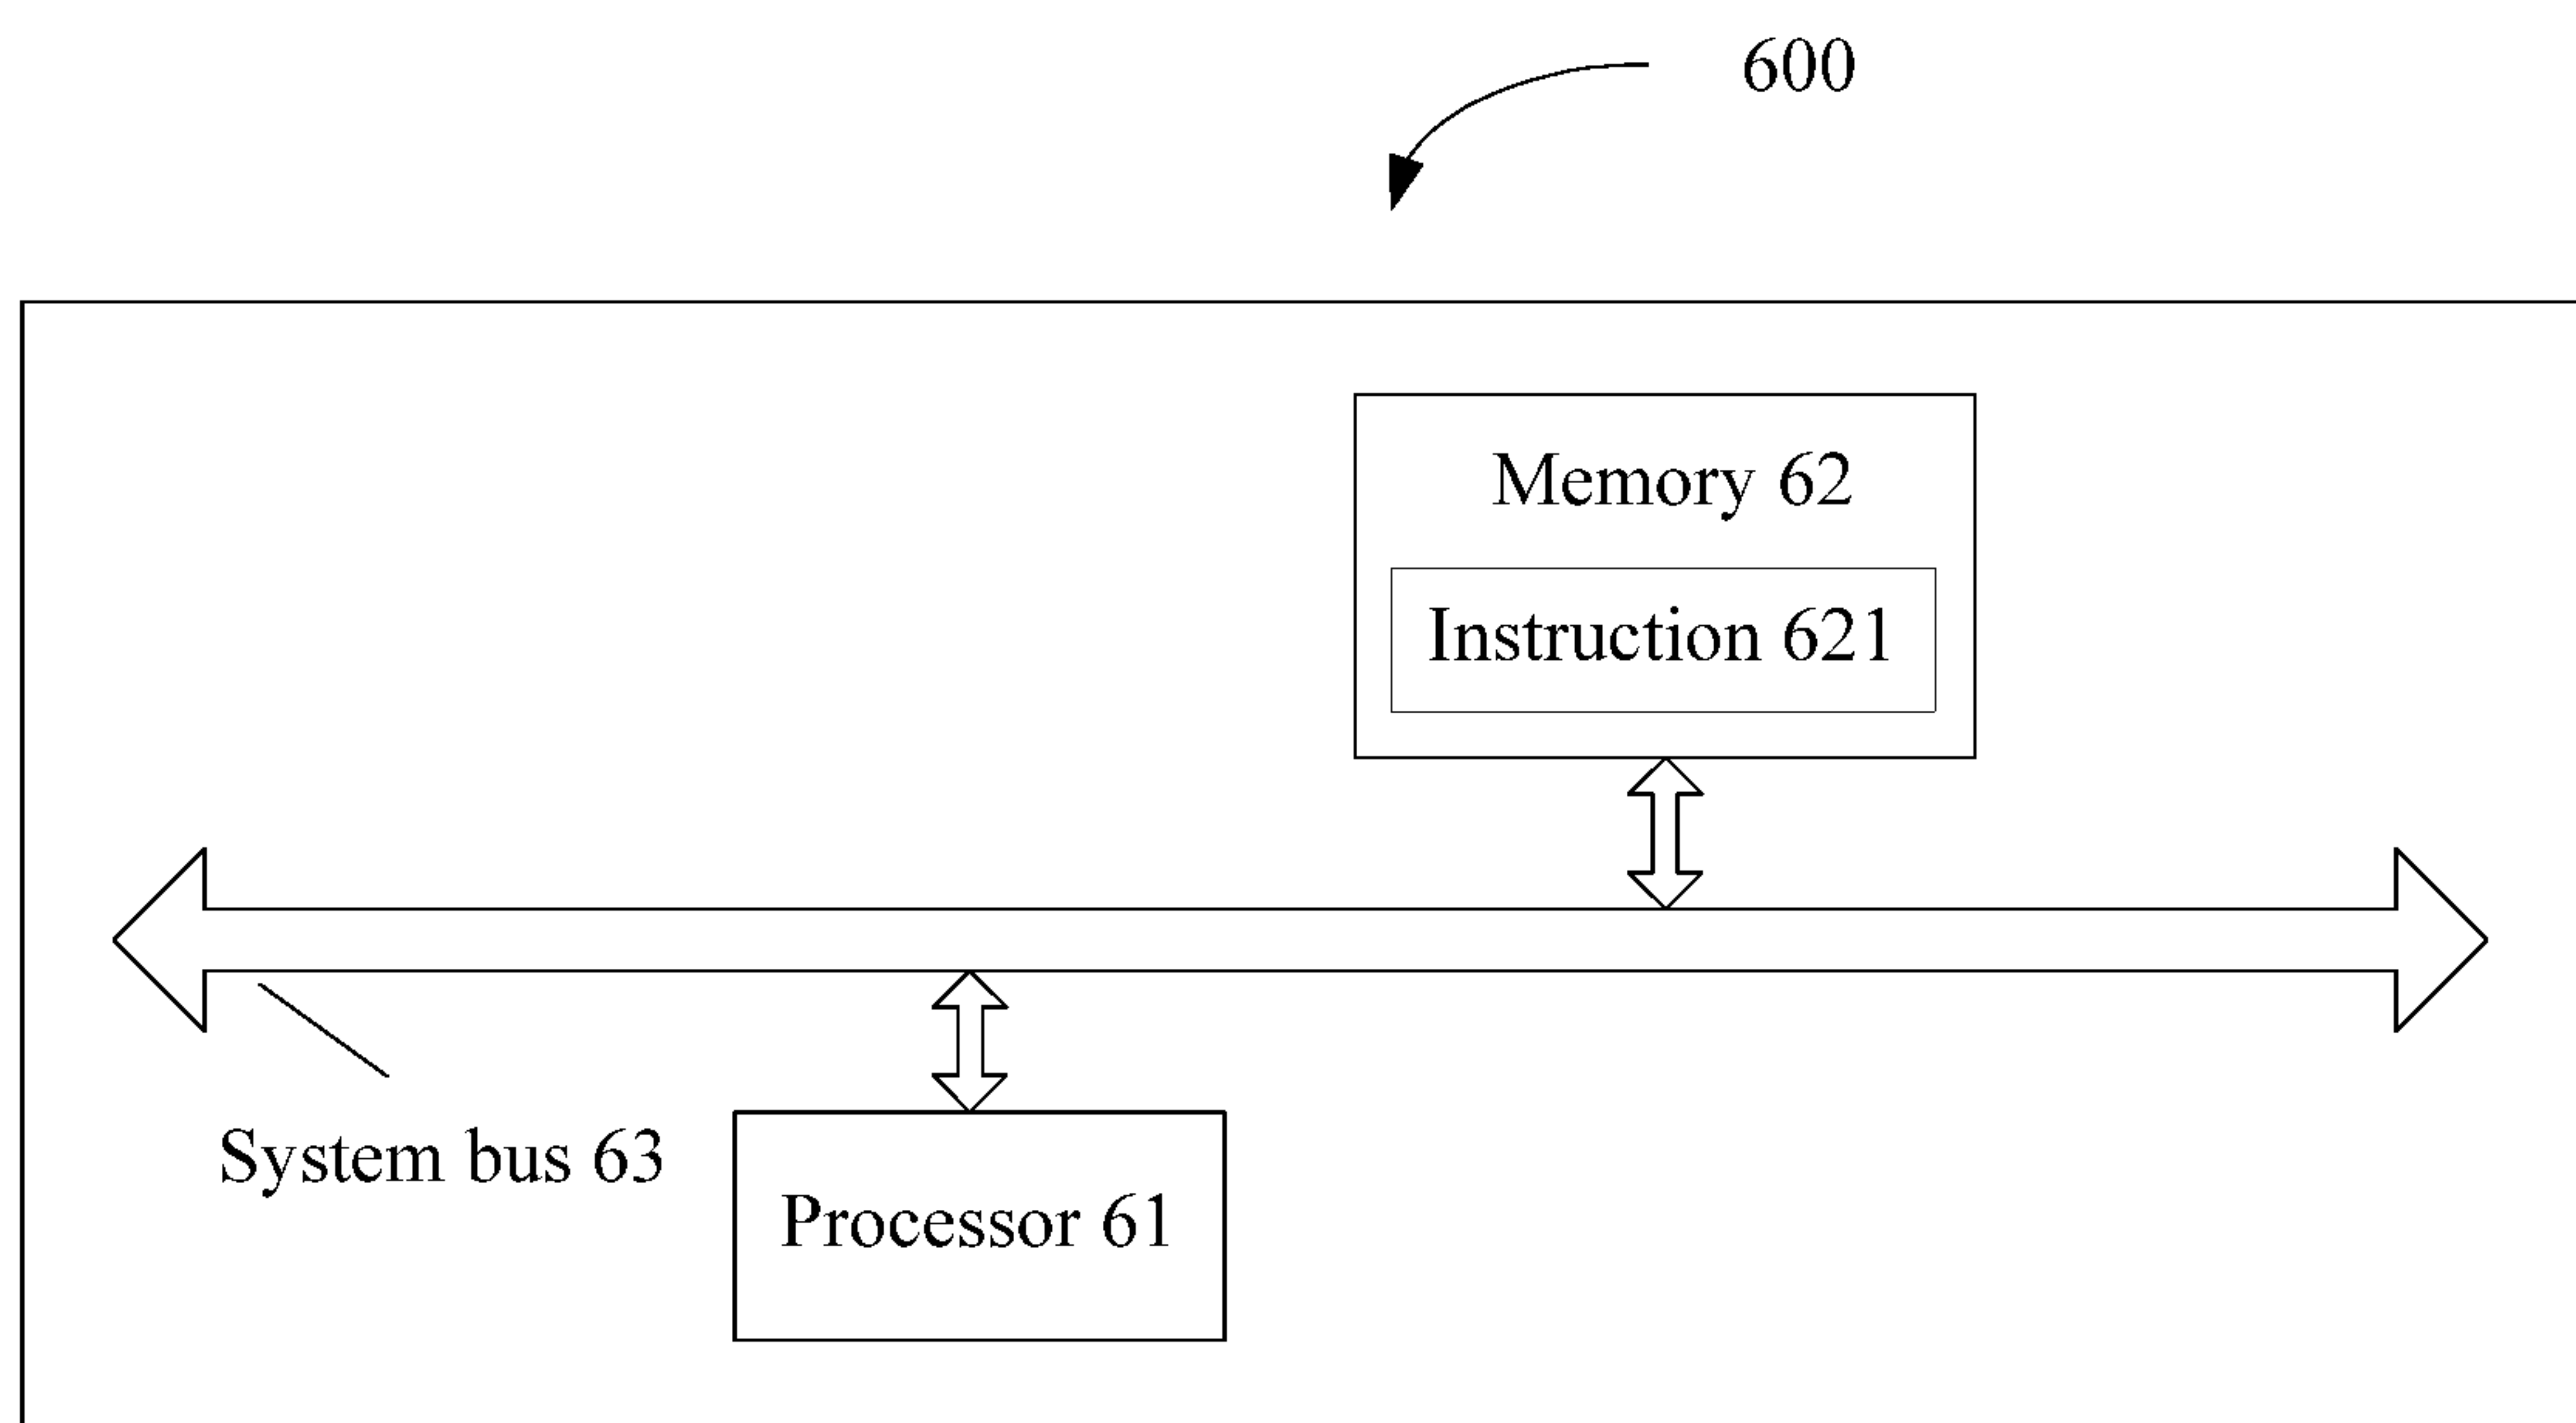 600
Memory 62
Instruction 621
System bus 63
Processor 61